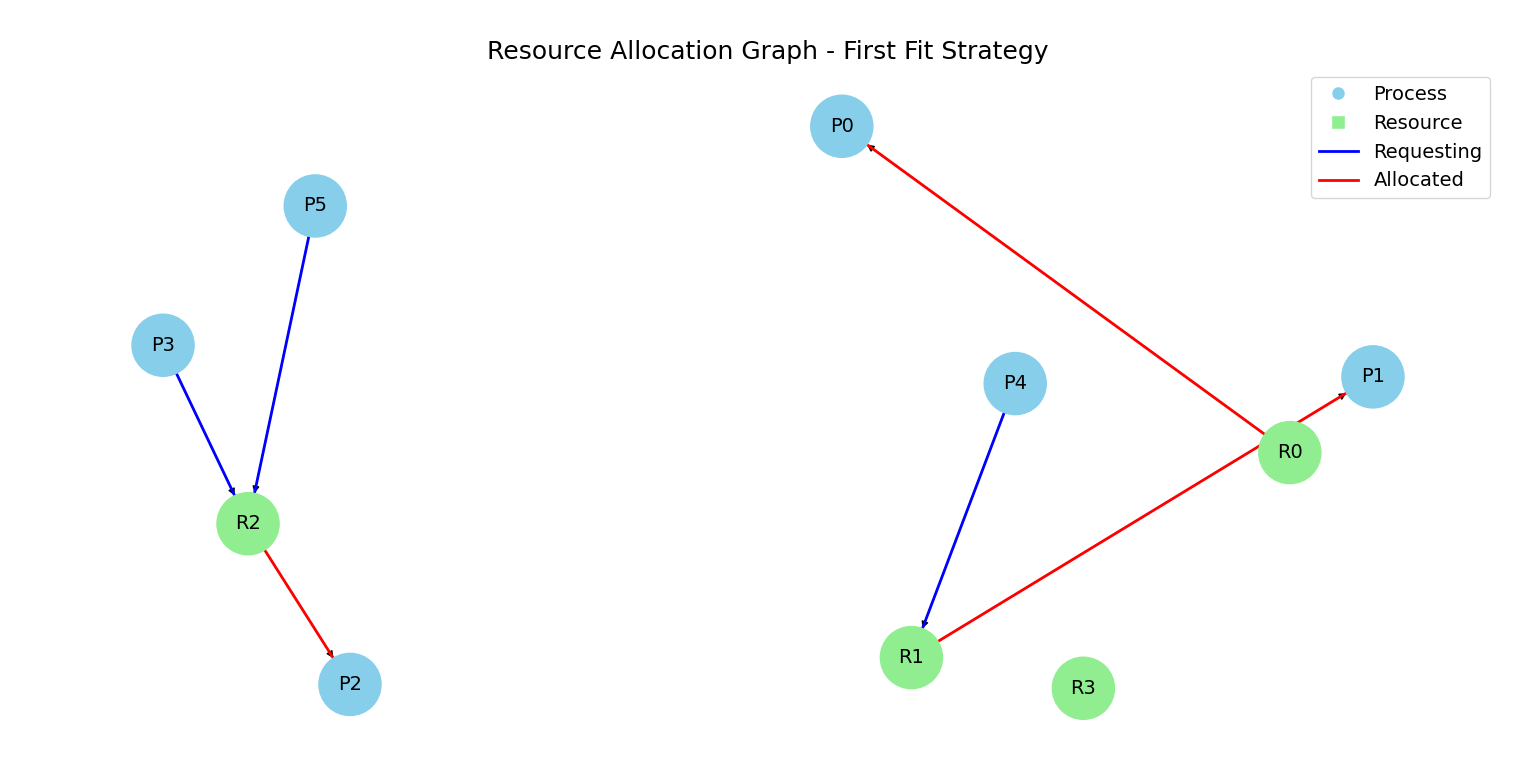 Resource Allocation Graph - First Fit Strategy
Process
Resource
Requesting
Allocated
P0
P5
P3
P4
P1
R0
R2
R1
P2
R3